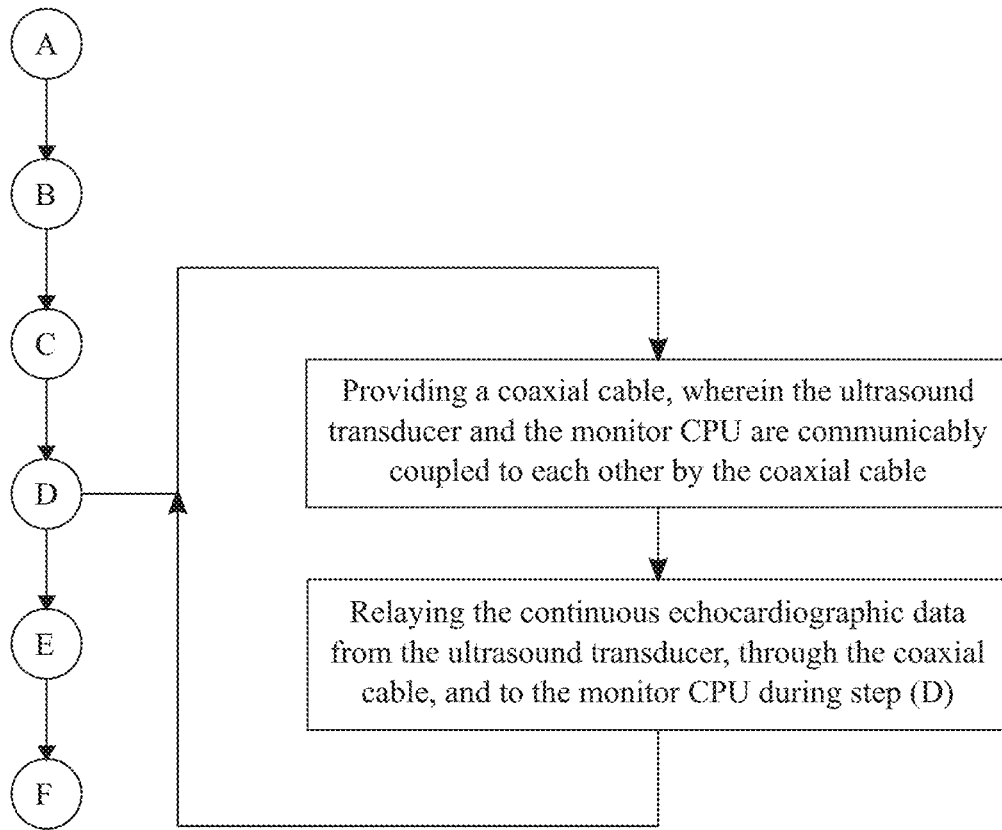 A
B
C
D
E
F
Providing a coaxial cable, wherein the ultrasound
transducer and the monitor CPU are communicably
coupled to each other by the coaxial cable
Relaying the continuous echocardiographic data
from the ultrasound transducer, through the coaxial
cable, and to the monitor CPU during step (D)